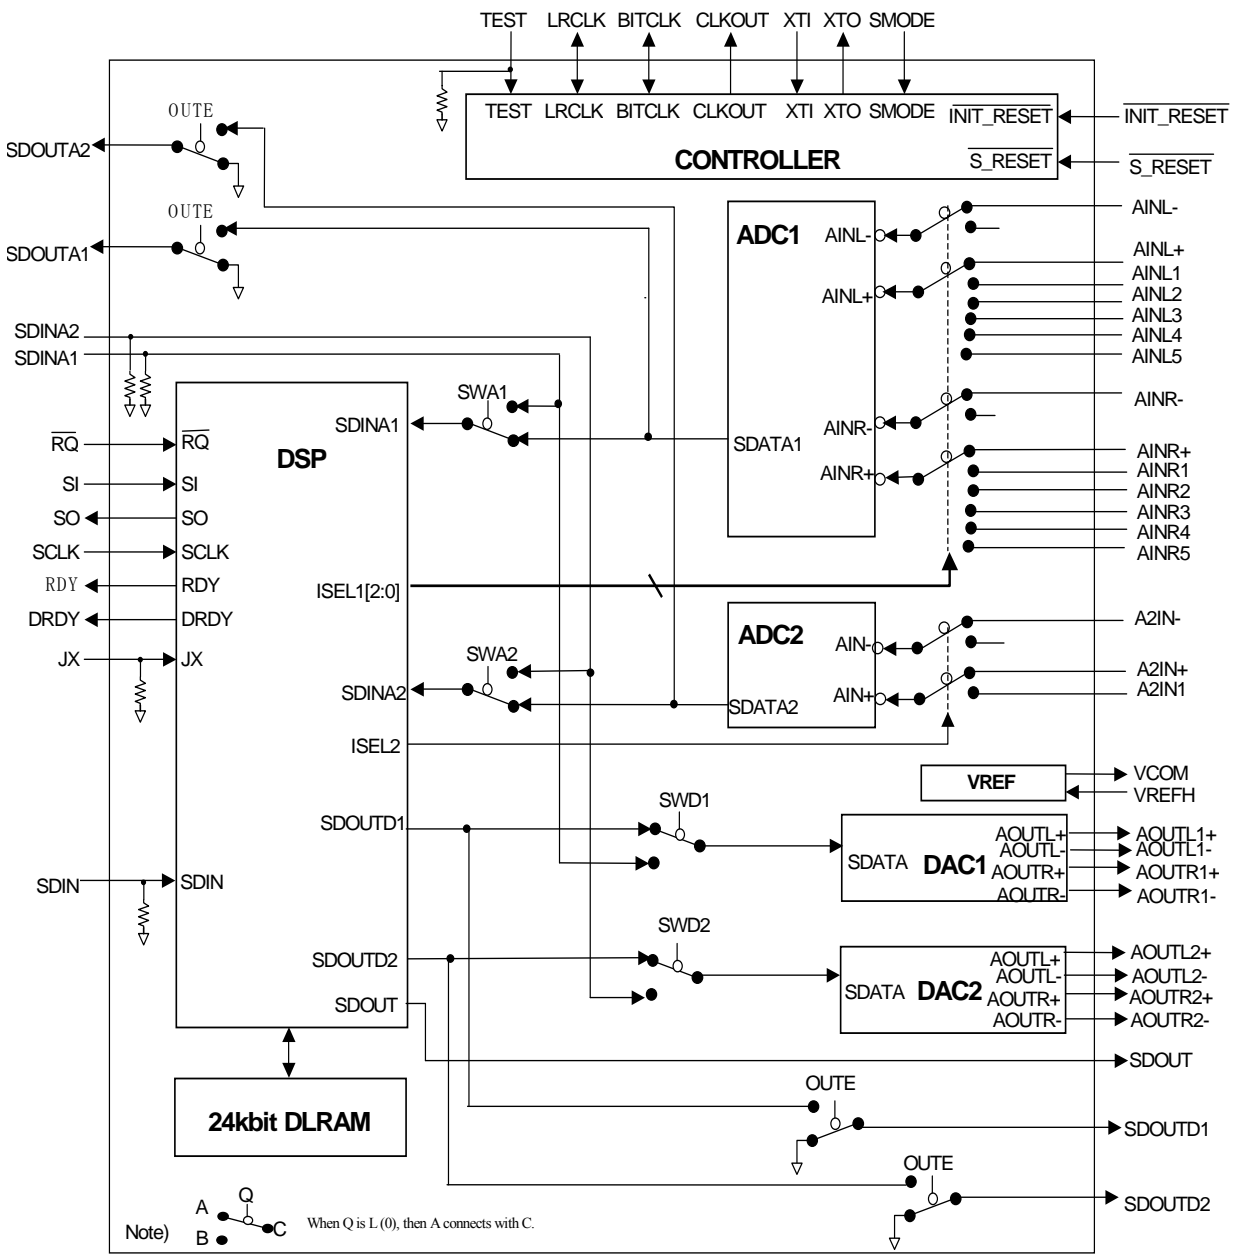 TEST LRCLK BITCLK CLKOUT XTI XTO SMODE
TEST LRCLK BITCLK CLKOUT XTI XTO SMODE
INIT_RESET
INIT_RESET
CONTROLLER
S_RESET
S_RESET
OUTE
SDOUTA2
OUTE
SDOUTA1
SDINA2
SDINA1
ADC1
AINL-
AINL+
AINR-
AINR+
SDATA1
AINL-
AINL+
AINL1
AINL2
AINL3
AINL4
AINL5
AINR-
AINR+
AINR1
AINR2
AINR3
AINR4
AINR5
SWA1
SDINA1
DSP
RQ
RQ
SI
SI
SO
SO
SCLK
SCLK
RDY
RDY
DRDY
DRDY
JX
JX
ISEL1[2:0]
SWA2
SDINA2
ISEL2
ADC2
AIN-
AIN+
SDATA2
A2IN-
A2IN+
A2IN1
VREF
VCOM
VREFH
SDOUTD1
SWD1
SDATA
DAC1
AOUTL+
AOUTL-
AOUTR+
AOUTR-
AOUTL1+
AOUTL1-
AOUTR1+
AOUTR1-
SDIN
SDIN
SDOUTD2
SWD2
SDATA
DAC2
AOUTL+
AOUTL-
AOUTR+
AOUTR-
AOUTL2+
AOUTL2-
AOUTR2+
AOUTR2-
SDOUT
SDOUT
24kbit DLRAM
OUTE
SDOUTD1
OUTE
SDOUTD2
Note)
A
Q
B
C
When Q is L (0), then A connects with C.